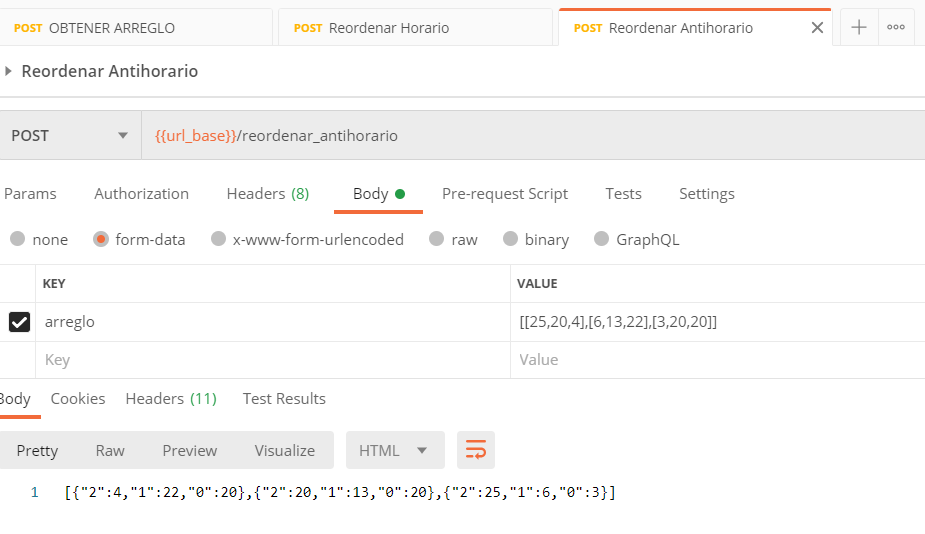 POST OBTENER ARREGLO POST Reordenar Horario POST Reordenar Antihorario
Reordenar Antihorario
POST {{url_base}}/reordenar_antihorario
Params Authorization Headers (8) Body Pre-request Script Tests Settings
none form-data x-www-form-urlencoded raw binary GraphQL
KEY VALUE
arreglo [[25,20,4],[6,13,22],[3,20,20]]
Key Value
Body Cookies Headers (11) Test Results
Pretty Raw Preview Visualize HTML
1 [{"2":4,"1":22,"0":20},{"2":20,"1":13,"0":20},{"2":25,"1":6,"0":3}]